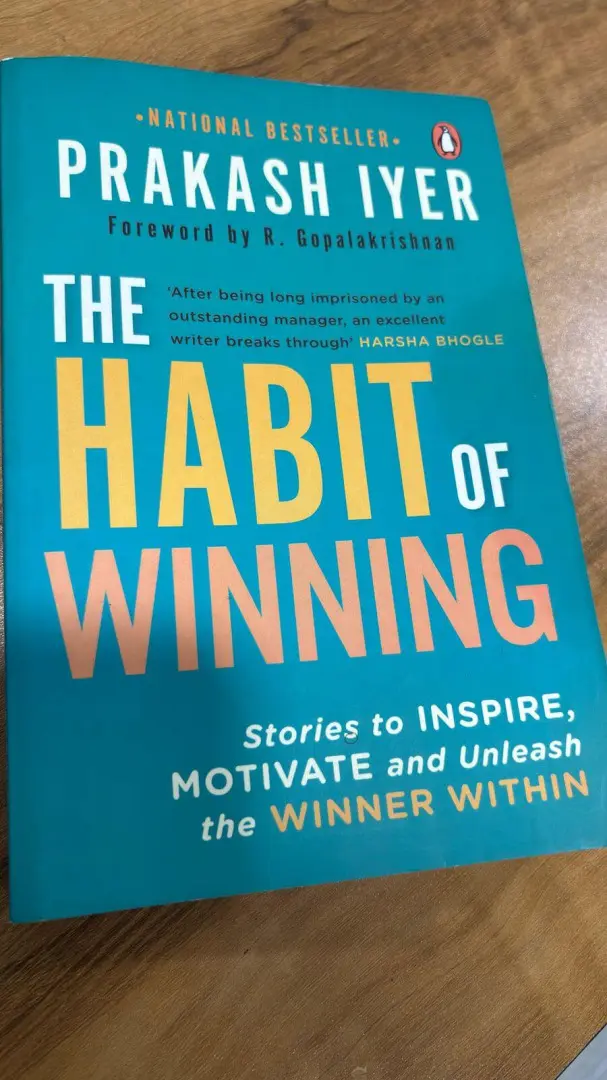 •NATIONAL BESTSELLER•
PRAKASH IYER
Foreword by R. Gopalakrishnan
THE
'After being long imprisoned by an
outstanding manager, an excellent
writer breaks through' HARSHA BHOGLE
HABIT OF
WINNING
Stories to INSPIRE,
MOTIVATE and Unleash
the WINNER WITHIN